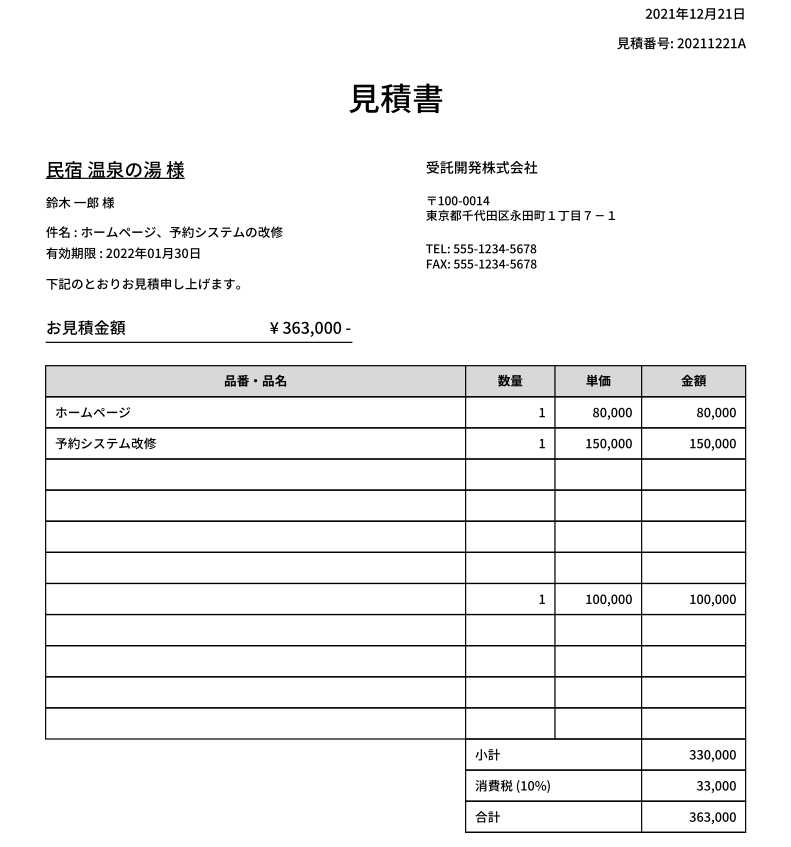 2021年12月21日
見積番号: 20211221A
見積書
民宿 温泉の湯 様
鈴木 一郎 様
件名 : ホームページ、予約システムの改修
有効期限 : 2022年01月30日
下記のとおりお見積申し上げます。
お見積金額 ¥ 363,000 -
受託開発株式会社
〒100-0014
東京都千代田区永田町１丁目７－１
TEL: 555-1234-5678
FAX: 555-1234-5678
品番・品名 数量 単価 金額
ホームページ 1 80,000 80,000
予約システム改修 1 150,000 150,000
1 100,000 100,000
小計 330,000
消費税 (10%) 33,000
合計 363,000